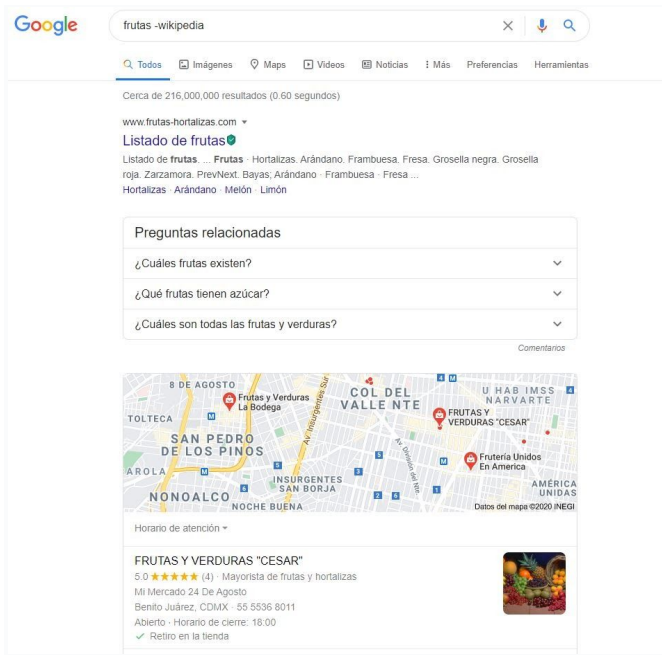 Google
frutas -wikipedia
Todos Imágenes Maps Videos Noticias Más Preferencias Herramientas
Cerca de 216,000,000 resultados (0.60 segundos)
www.frutas-hortalizas.com
Listado de frutas
Listado de frutas. ... Frutas · Hortalizas. Arándano. Frambuesa. Fresa. Grosella negra. Grosella
roja. Zarzamora. PrevNext. Bayas; Arándano · Frambuesa · Fresa ...
Hortalizas · Arándano · Melón · Limón
Preguntas relacionadas
¿Cuáles frutas existen?
¿Qué frutas tienen azúcar?
¿Cuáles son todas las frutas y verduras?
Comentarios
8 DE AGOSTO
Frutas y Verduras
La Bodega
TOLTECA
Av. Insurgentes Sur
COL DEL
VALLE NTE
U HAB IMSS
NARVARTE
FRUTAS Y
VERDURAS "CESAR"
SAN PEDRO
DE LOS PINOS
Av. División del Nte.
Frutería Unidos
En America
AROLA
INSURGENTES
SAN BORJA
AMÉRICA
UNIDAS
NONOALCO
NOCHE BUENA
Datos del mapa ©2020 INEGI
Horario de atención
FRUTAS Y VERDURAS "CESAR"
5.0 ★★★★★ (4) · Mayorista de frutas y hortalizas
Mi Mercado 24 De Agosto
Benito Juárez, CDMX · 55 5536 8011
Abierto · Horario de cierre: 18:00
✓ Retiro en la tienda